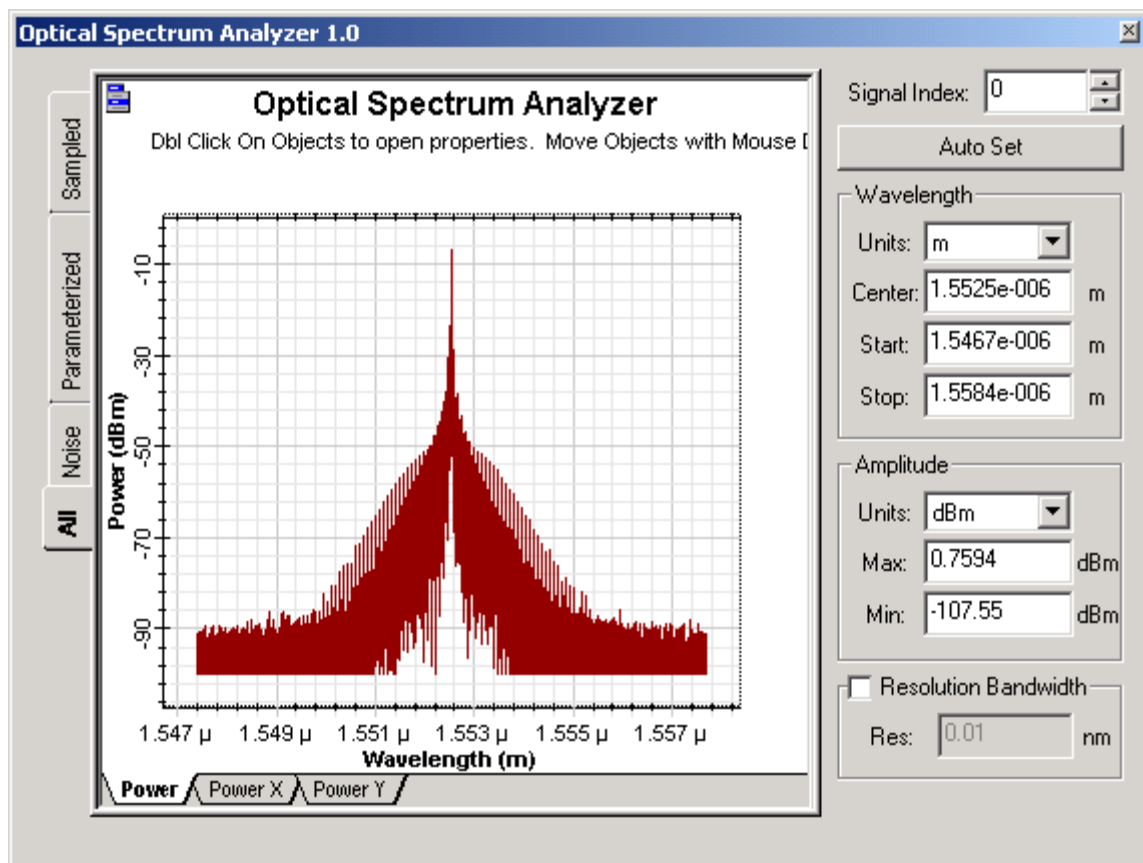 Optical Spectrum Analyzer 1.0
Optical Spectrum Analyzer
Dbl Click On Objects to open properties.  Move Objects with Mouse
Sampled
Parameterized
Noise
All
Power (dBm)
-10
-30
-50
-70
-90
1.547 µ 1.549 µ 1.551 µ 1.553 µ 1.555 µ 1.557 µ
Wavelength (m)
Power Power X Power Y
Signal Index: 0
Auto Set
Wavelength
Units: m
Center: 1.5525e-006 m
Start: 1.5467e-006 m
Stop: 1.5584e-006 m
Amplitude
Units: dBm
Max: 0.7594 dBm
Min: -107.55 dBm
Resolution Bandwidth
Res: 0.01 nm